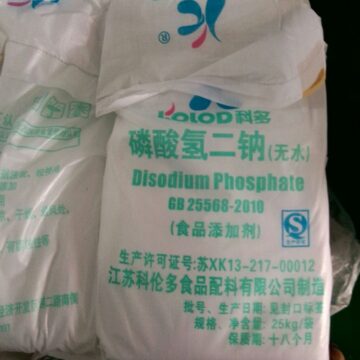 KOLOD科多
磷酸氢二钠(无水)
Disodium Phosphate
GB 25568-2010
(食品添加剂)
生产许可证号:苏XK13-217-00012
江苏科伦多食品配料有限公司制造
批号、生产日期:见封口标签
规格、净含量:25kg/袋
保质期:十八个月